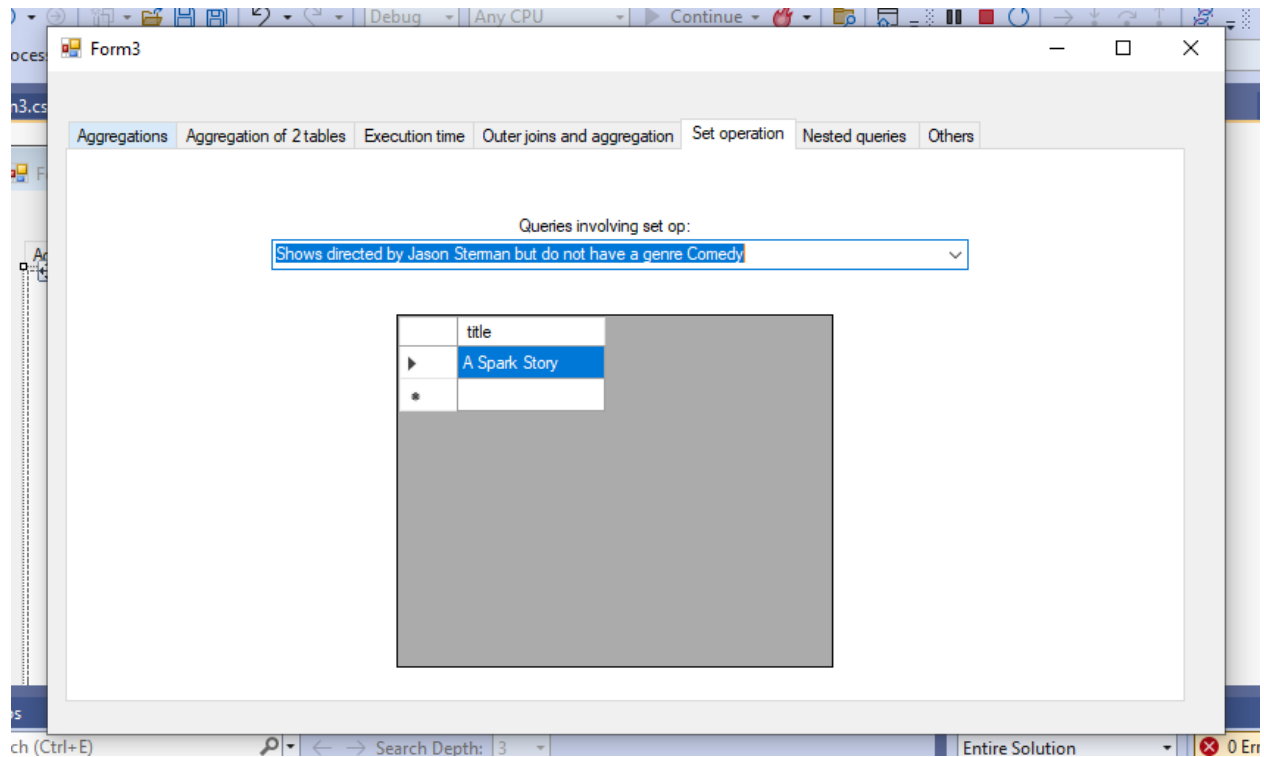 Debug Any CPU Continue
Form3
n3.cs
Aggregations Aggregation of 2 tables Execution time Outer joins and aggregation Set operation Nested queries Others
Queries involving set op:
Shows directed by Jason Sterman but do not have a genre Comedy
title
A Spark Story
ch (Ctrl+E) Search Depth: 3 Entire Solution 0 Err